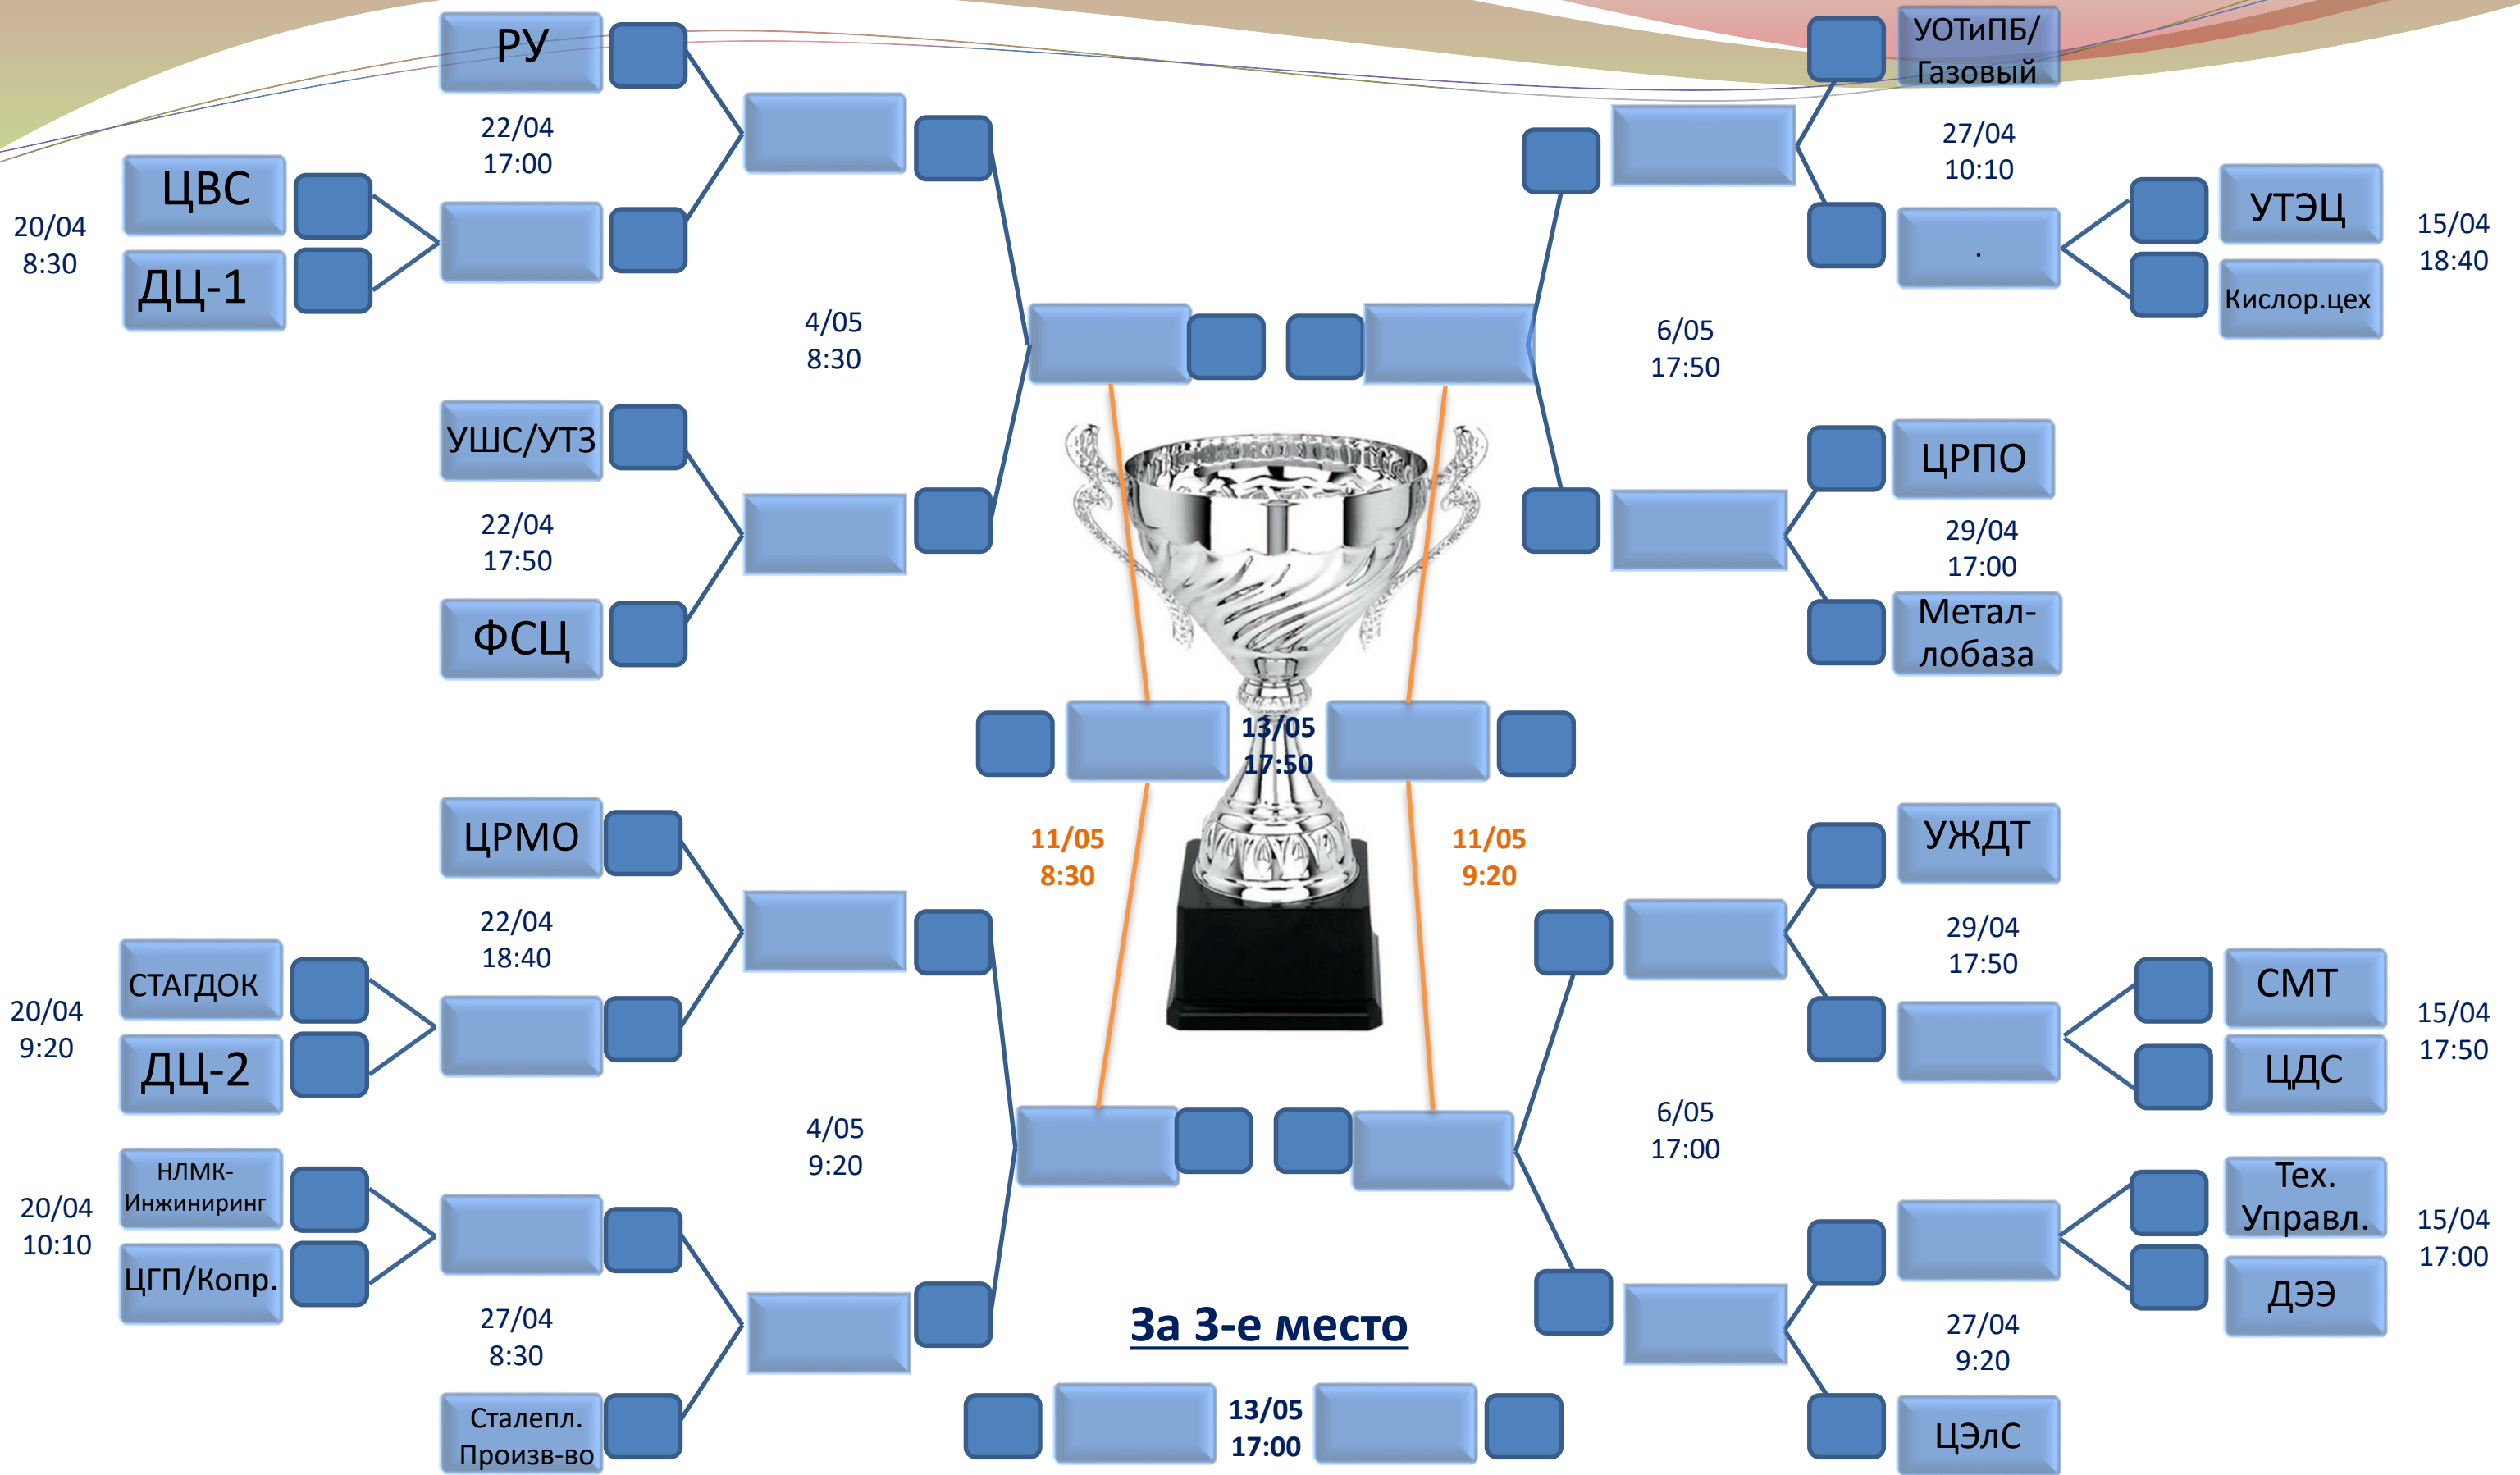 РУ
22/04
17:00
ЦВС
20/04
8:30
ДЦ-1
4/05
8:30
УШС/УТЗ
22/04
17:50
ФСЦ
ЦРМО
22/04
18:40
СТАГДОК
20/04
9:20
ДЦ-2
4/05
9:20
НЛМК-
Инжиниринг
20/04
10:10
ЦГП/Копр.
27/04
8:30
Сталепл.
Произв-во
13/05
17:50
11/05
8:30
11/05
9:20
За 3-е место
13/05
17:00
УОТиПБ/
Газовый
27/04
10:10
УТЭЦ
15/04
18:40
.
Кислор.цех
6/05
17:50
ЦРПО
29/04
17:00
Метал-
лобаза
УЖДТ
29/04
17:50
СМТ
15/04
17:50
ЦДС
6/05
17:00
Тех.
Управл.
15/04
17:00
ДЭЭ
27/04
9:20
ЦЭлС